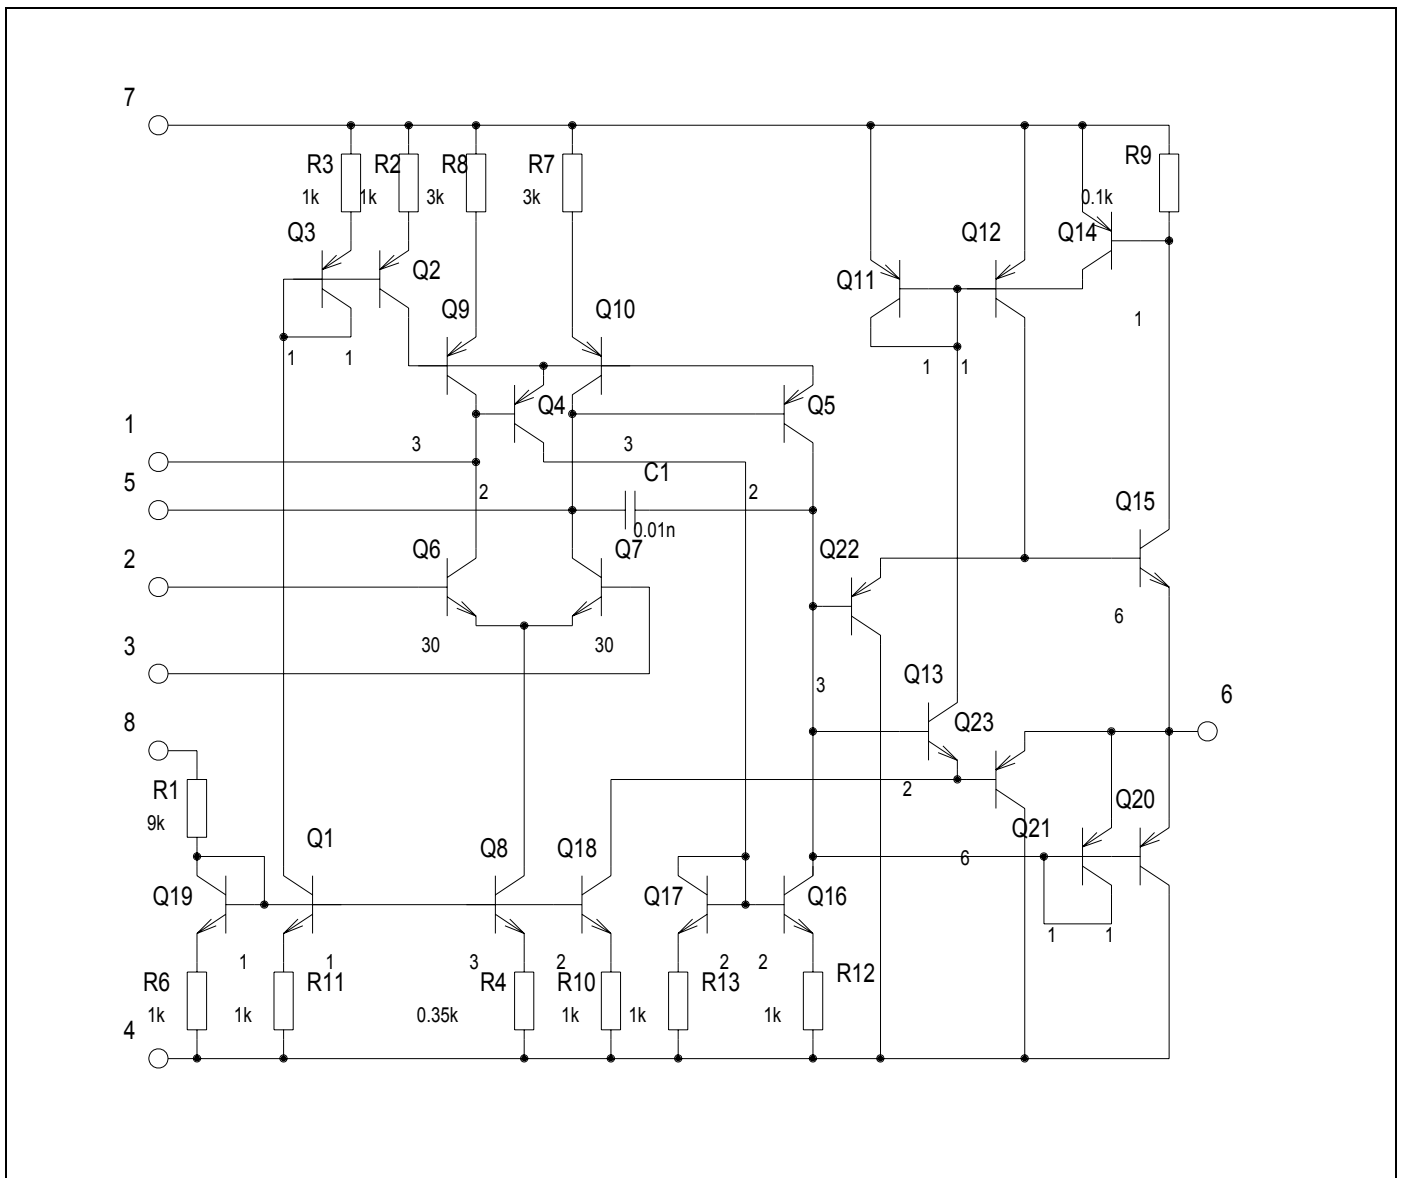 7
R3 R2 R8 R7 R9
1k 1k 3k 3k 0.1k
Q3 Q12 Q14
Q2 Q11
Q9 Q10
1
1 1 1 1
Q4 Q5
1 3 3
C1
5 2 2 Q15
0.01n
Q6 Q7 Q22
2
6
3 30 30
Q13
3
8 Q23 6
R1 2
9k Q20
Q1 Q8 Q18 Q21
6
Q19 Q17 Q16
1 1
1 1 3 2 2 2
R6 R11 R4 R10 R13 R12
1k 1k 0.35k 1k 1k 1k
4